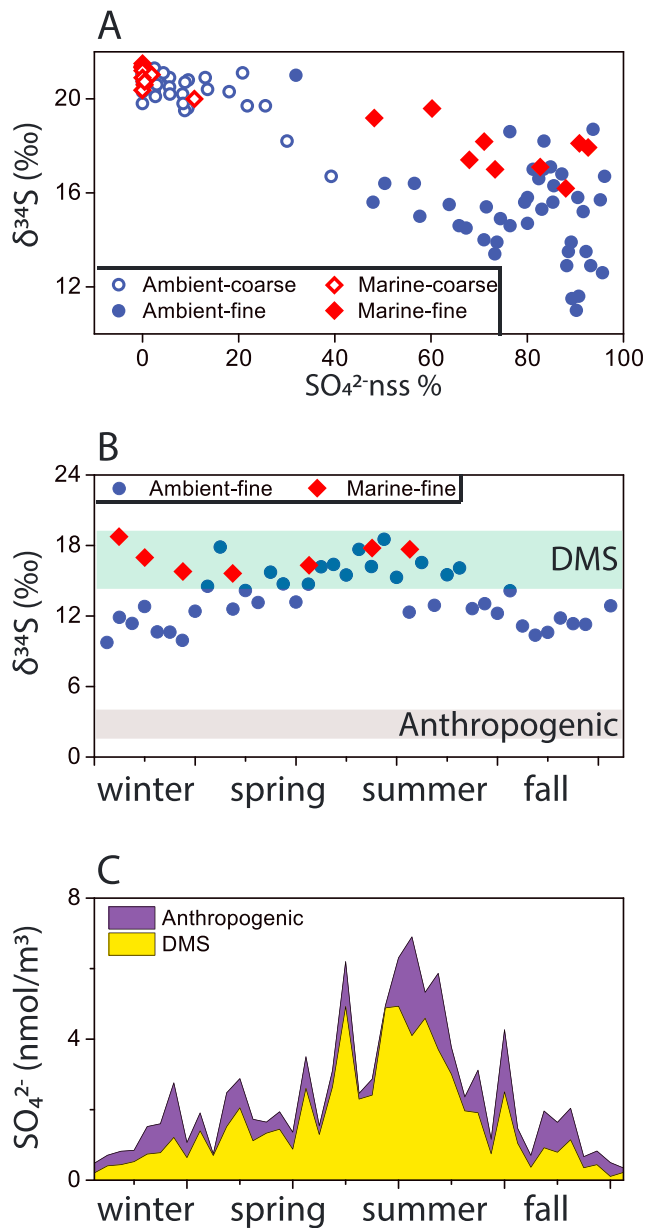 A
δ³⁴S (‰)
20
16
12
Ambient-coarse
Marine-coarse
Ambient-fine
Marine-fine
0
20
40
60
80
100
SO₄²⁻nss %
B
δ³⁴S (‰)
24
18
12
6
0
Ambient-fine
Marine-fine
DMS
Anthropogenic
winter
spring
summer
fall
C
SO₄²⁻ (nmol/m³)
8
4
0
Anthropogenic
DMS
winter
spring
summer
fall